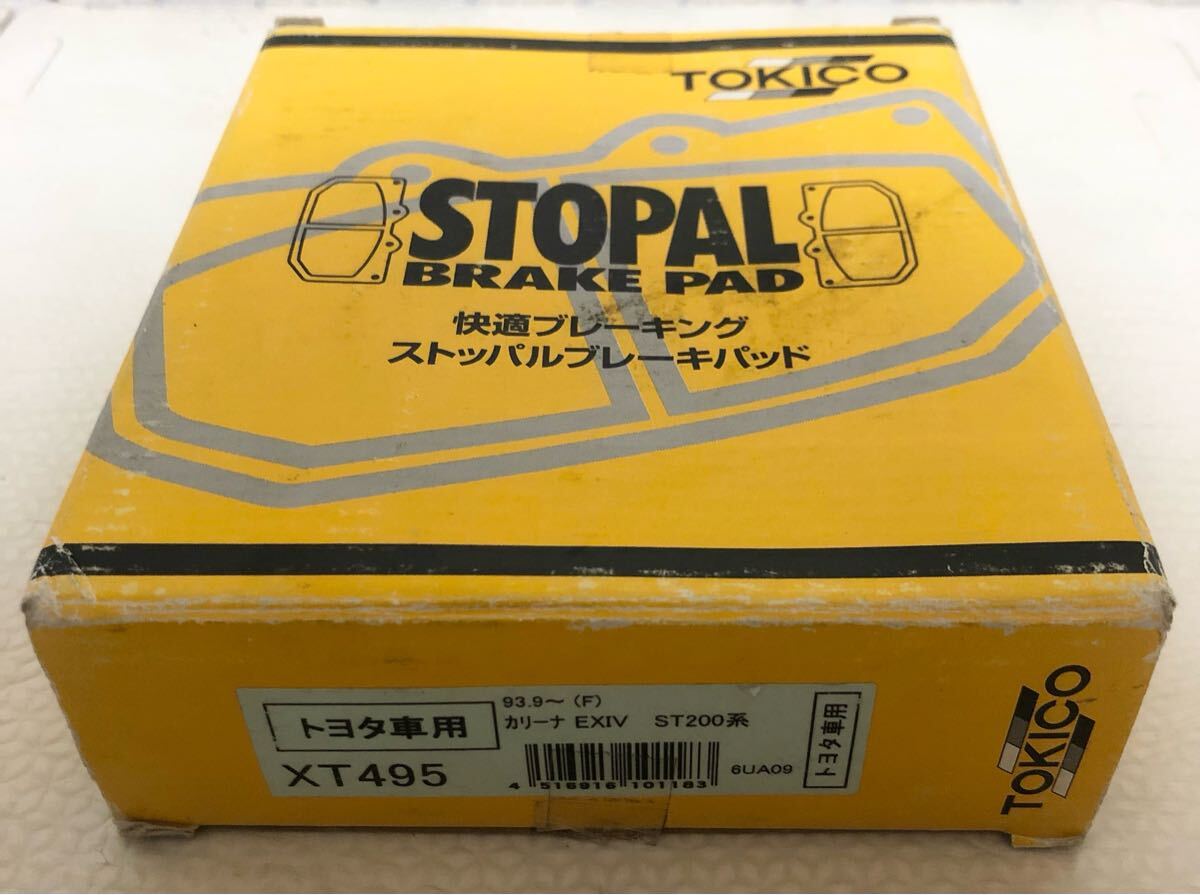 TOKICO
STOPAL
BRAKE PAD
快適ブレーキング
ストッパルブレーキパッド
トヨタ車用
XT495
93.9～ (F)
カリーナ EXIV ST200系
4 516916 101183
6UA09
トヨタ車用
TOKICO